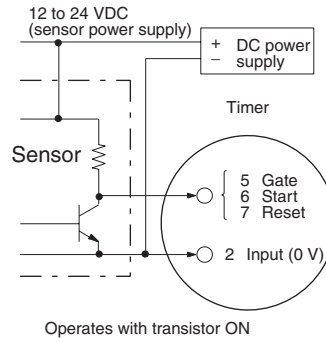 12 to 24 VDC
(sensor power supply)
+ DC power
− supply
Timer
Sensor
5 Gate
6 Start
7 Reset
2 Input (0 V)
Operates with transistor ON